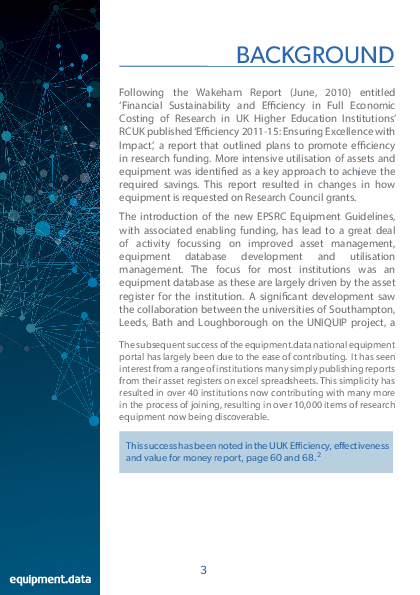 BACKGROUND
Following the Wakeham Report (June, 2010) entitled
‘Financial Sustainability and Efficiency in Full Economic
Costing of Research in UK Higher Education Institutions’
RCUK published ‘Efficiency 2011-15: Ensuring Excellence with
Impact’, a report that outlined plans to promote efficiency
in research funding. More intensive utilisation of assets and
equipment was identified as a key approach to achieve the
required savings. This report resulted in changes in how
equipment is requested on Research Council grants.
The introduction of the new EPSRC Equipment Guidelines,
with associated enabling funding, has lead to a great deal
of activity focussing on improved asset management,
equipment database development and utilisation
management. The focus for most institutions was an
equipment database as these are largely driven by the asset
register for the institution. A significant development saw
the collaboration between the universities of Southampton,
Leeds, Bath and Loughborough on the UNIQUIP project, a
The subsequent success of the equipment.data national equipment
portal has largely been due to the ease of contributing. It has seen
interest from a range of institutions many simply publishing reports
from their asset registers on excel spreadsheets. This simplicity has
resulted in over 40 institutions now contributing with many more
in the process of joining, resulting in over 10,000 items of research
equipment now being discoverable.
This success has been noted in the UUK Efficiency, effectiveness
and value for money report, page 60 and 68.2
3
equipment.data